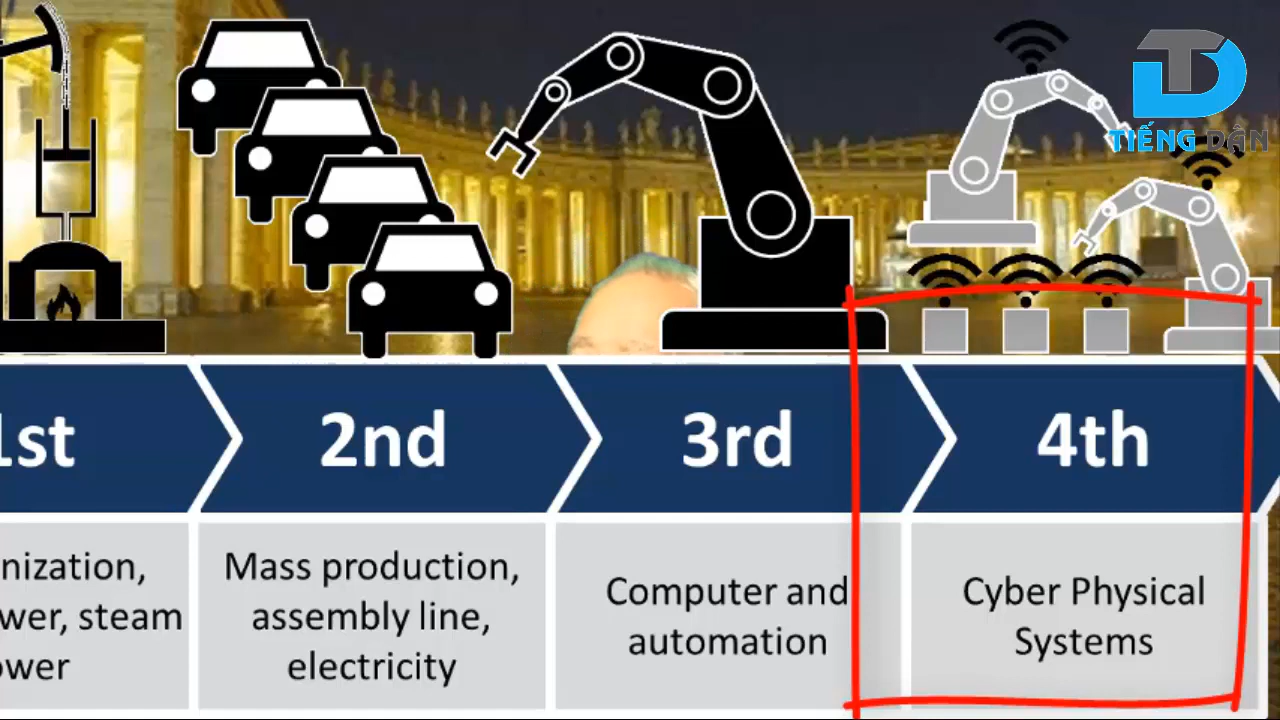 TIẾNG DÂN
1st
2nd
3rd
4th
nization,
wer, steam
ower
Mass production,
assembly line,
electricity
Computer and
automation
Cyber Physical
Systems